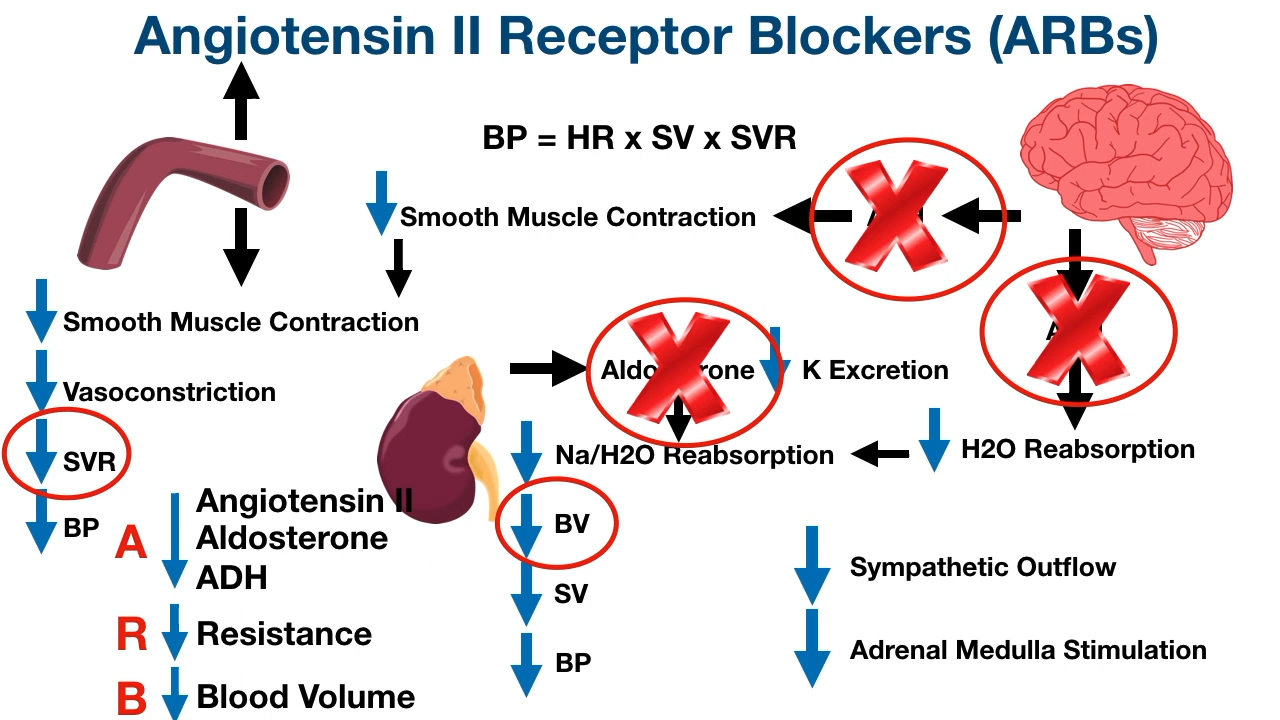 Angiotensin II Receptor Blockers (ARBs)
BP = HR x SV x SVR
Smooth Muscle Contraction
Smooth Muscle Contraction
Vasoconstriction
SVR
BP
K Excretion
Na/H2O Reabsorption
H2O Reabsorption
BV
SV
BP
Sympathetic Outflow
Adrenal Medulla Stimulation
A
Angiotensin II
Aldosterone
ADH
R Resistance
B Blood Volume